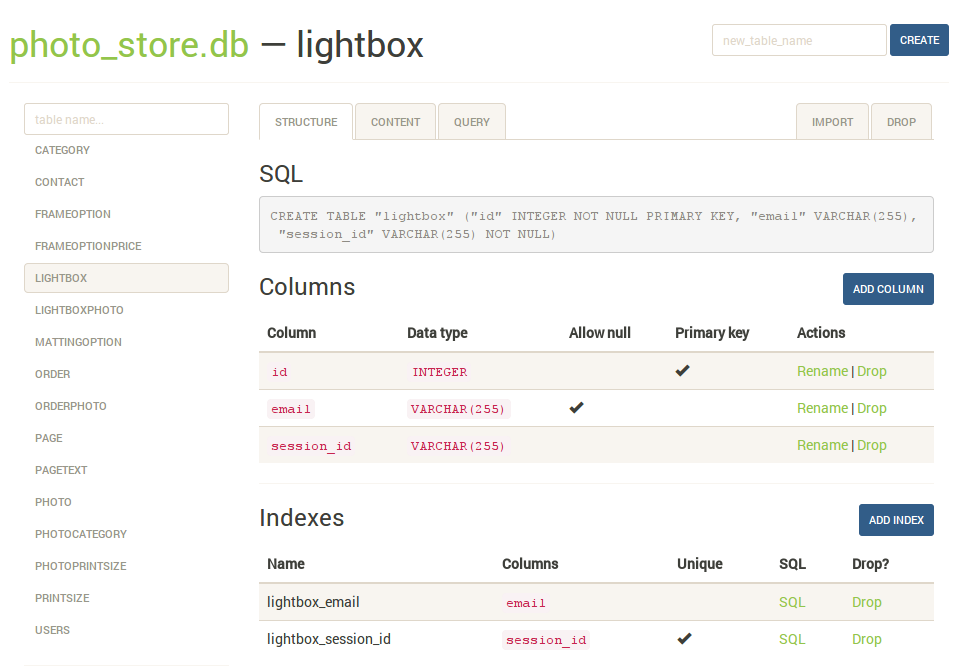 photo_store.db — lightbox
new_table_name
CREATE
table name...
CATEGORY
CONTACT
FRAMEOPTION
FRAMEOPTIONPRICE
LIGHTBOX
LIGHTBOXPHOTO
MATTINGOPTION
ORDER
ORDERPHOTO
PAGE
PAGETEXT
PHOTO
PHOTOCATEGORY
PHOTOPRINTSIZE
PRINTSIZE
USERS
STRUCTURE CONTENT QUERY IMPORT DROP
SQL
CREATE TABLE "lightbox" ("id" INTEGER NOT NULL PRIMARY KEY, "email" VARCHAR(255),
"session_id" VARCHAR(255) NOT NULL)
Columns
ADD COLUMN
Column Data type Allow null Primary key Actions
id INTEGER ✔ Rename | Drop
email VARCHAR(255) ✔ Rename | Drop
session_id VARCHAR(255) Rename | Drop
Indexes
ADD INDEX
Name Columns Unique SQL Drop?
lightbox_email email SQL Drop
lightbox_session_id session_id ✔ SQL Drop